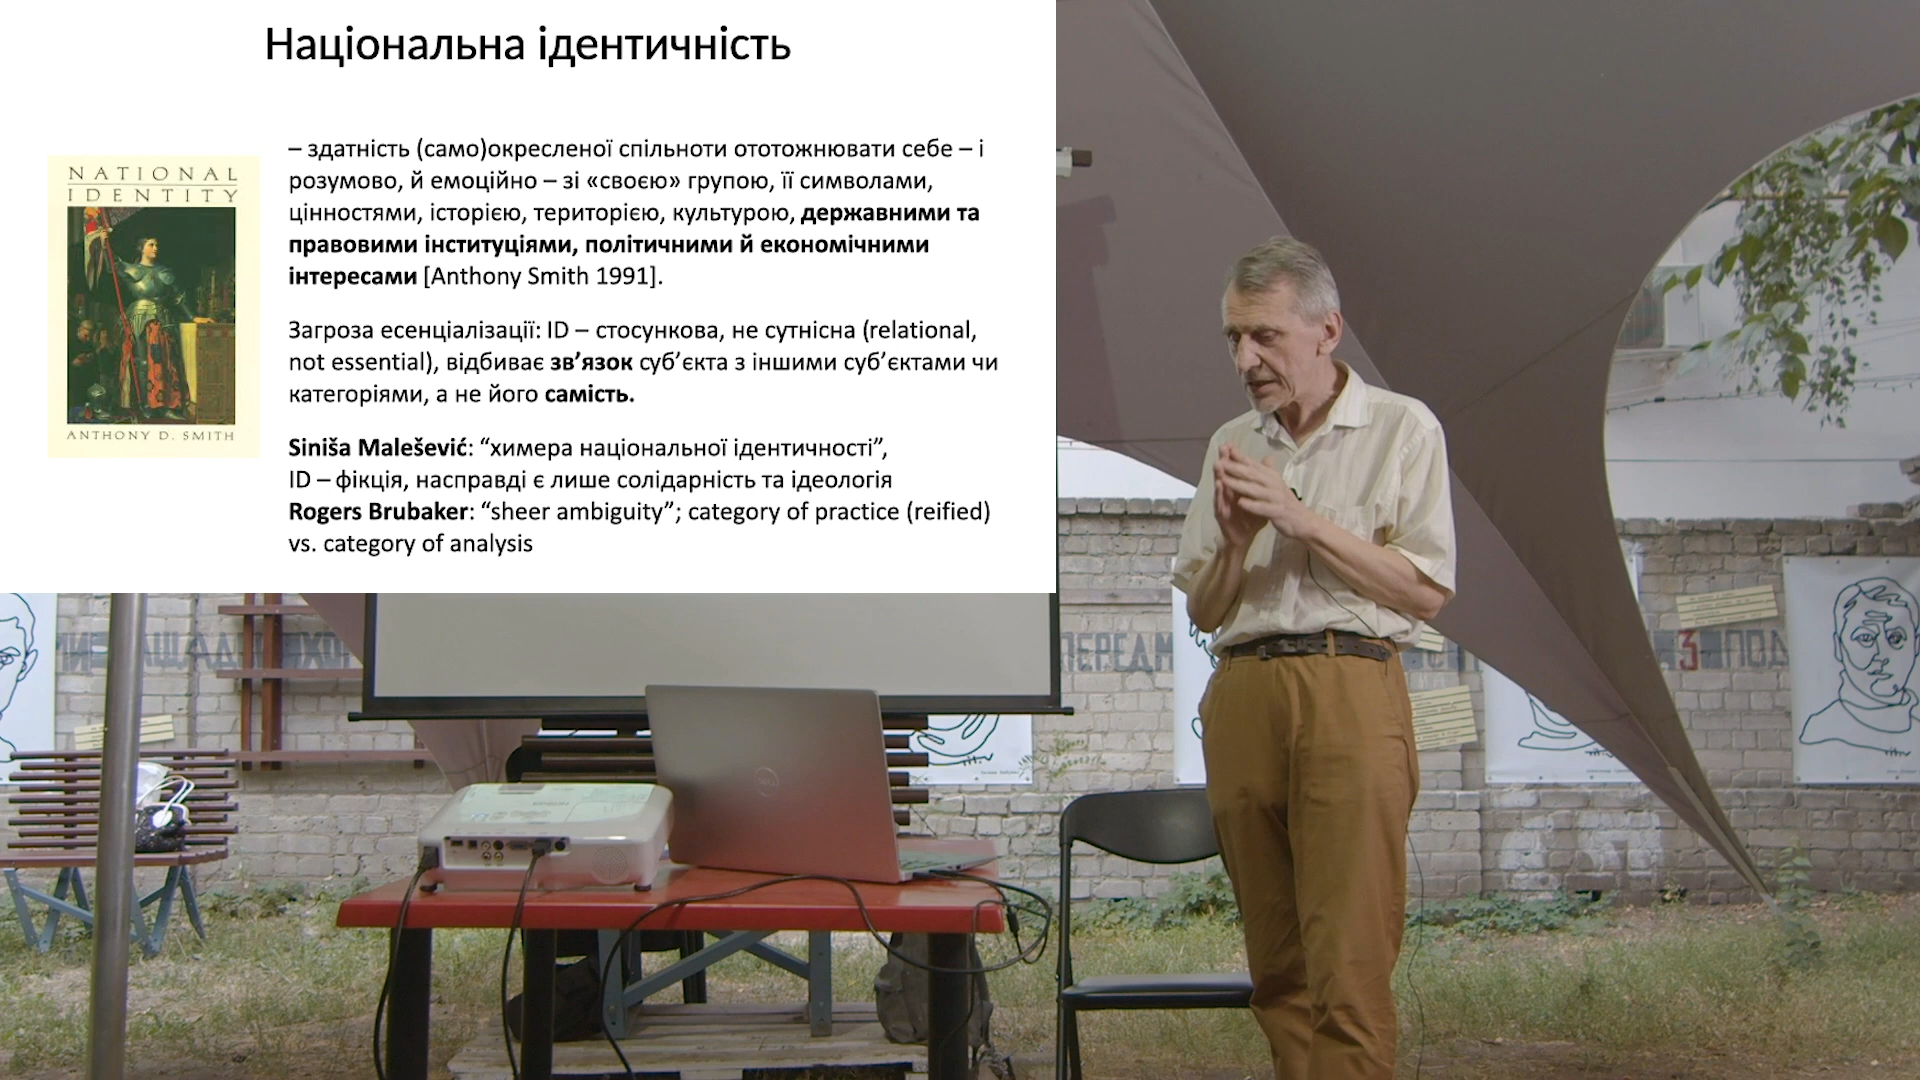 Національна ідентичність
NATIONAL
IDENTITY
ANTHONY D. SMITH
– здатність (само)окресленої спільноти ототожнювати себе – і
розумово, й емоційно – зі «своєю» групою, її символами,
цінностями, історією, територією, культурою, державними та
правовими інституціями, політичними й економічними
інтересами [Anthony Smith 1991].
Загроза есенціалізації: ID – стосункова, не сутнісна (relational,
not essential), відбиває зв’язок суб’єкта з іншими суб’єктами чи
категоріями, а не його самість.
Siniša Malešević: “химера національної ідентичності”,
ID – фікція, насправді є лише солідарність та ідеологія
Rogers Brubaker: “sheer ambiguity”; category of practice (reified)
vs. category of analysis
ПЕРЕДАМ
З ПОД
DELL